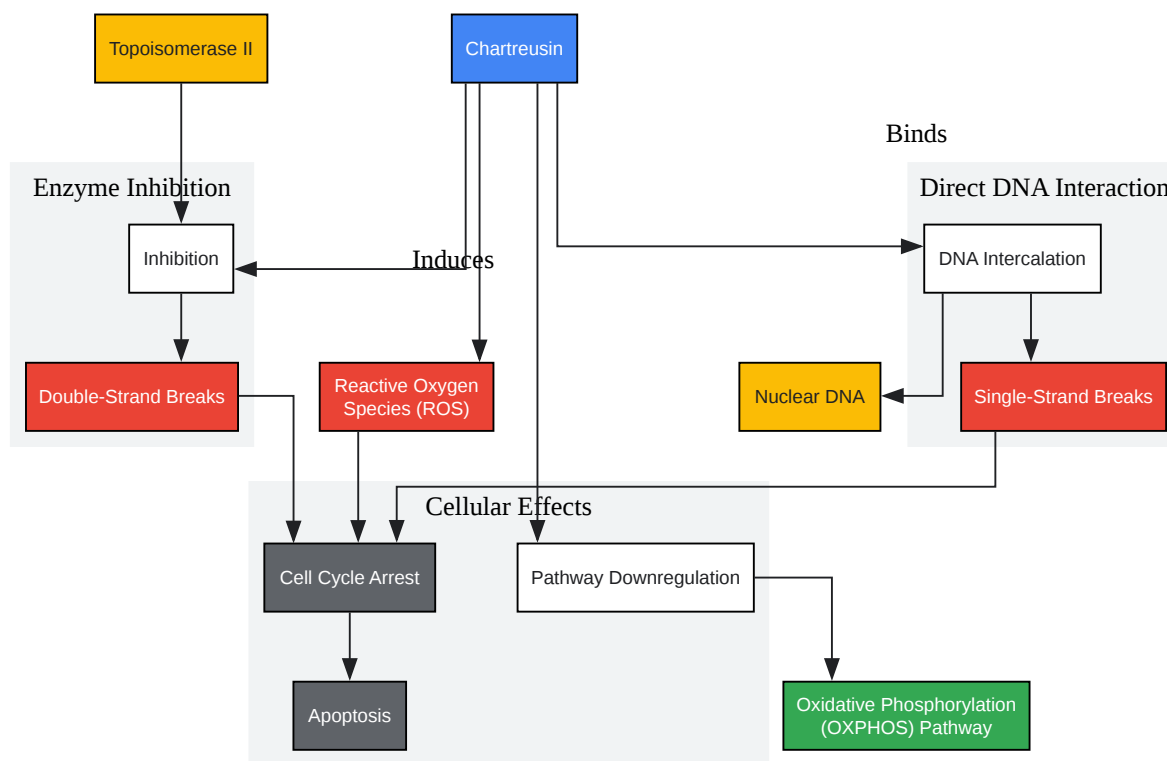 Topoisomerase II
Chartreusin
Binds
Enzyme Inhibition
Direct DNA Interaction
Inhibition
Induces
DNA Intercalation
Double-Strand Breaks
Reactive Oxygen
Species (ROS)
Nuclear DNA
Single-Strand Breaks
Cellular Effects
Cell Cycle Arrest
Pathway Downregulation
Apoptosis
Oxidative Phosphorylation
(OXPHOS) Pathway